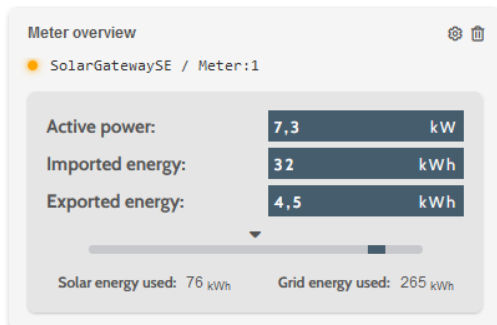 Meter overview
SolarGatewaySE / Meter:1
Active power: 7,3 kW
Imported energy: 32 kWh
Exported energy: 4,5 kWh
Solar energy used: 76 kWh Grid energy used: 265 kWh